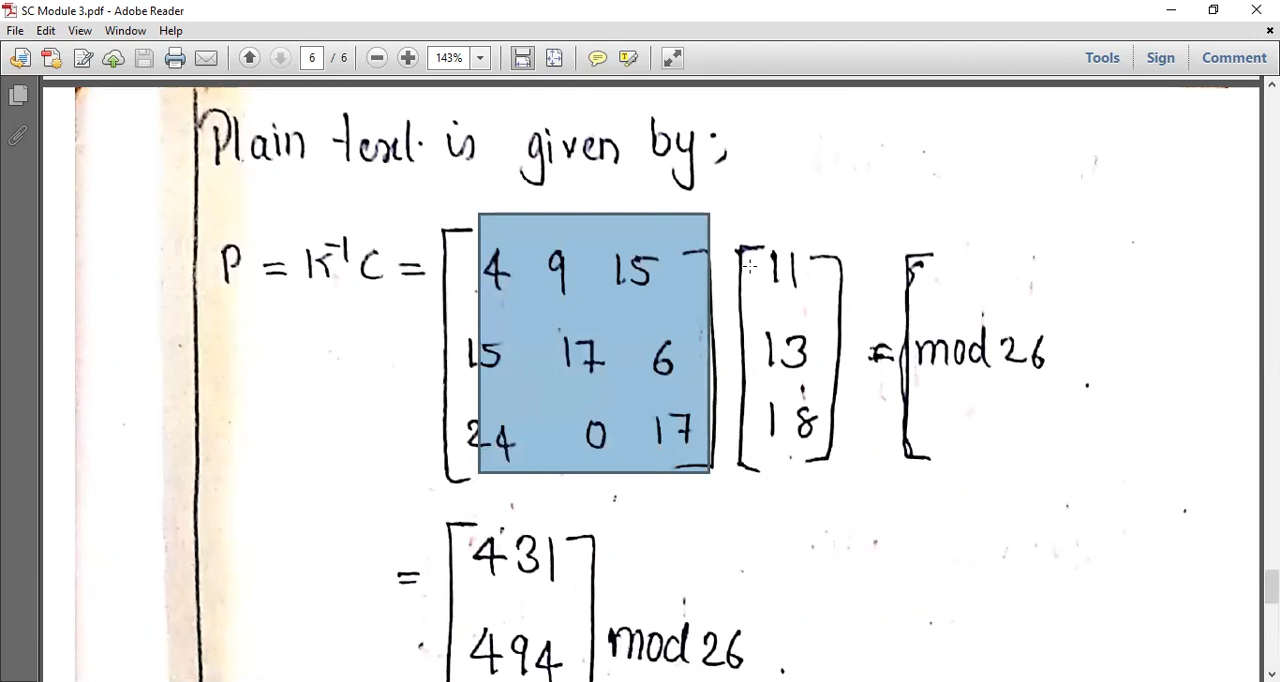 SC Module 3.pdf - Adobe Reader
File Edit View Window Help
6 / 6 143% Tools Sign Comment
Plain text is given by;
P = K⁻¹ C = [ 4 9 15 ] [ 11 ] = [ mod 26
15 17 6 13
24 0 17 18
= [ 431 ]
494 mod 26